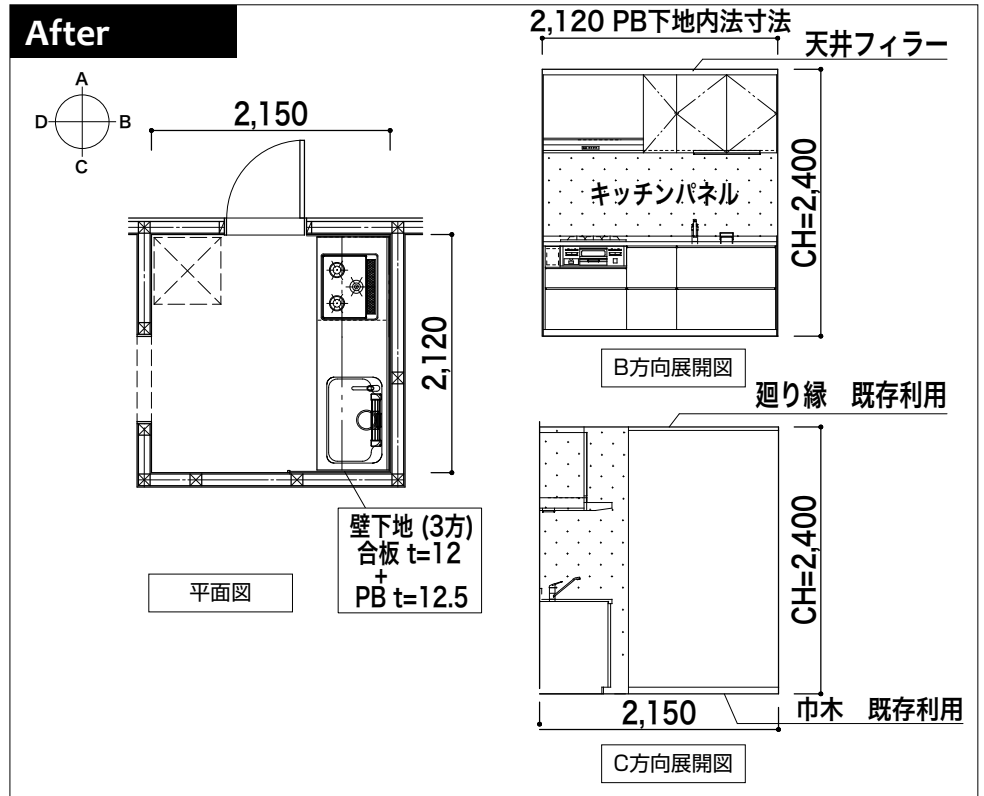 After
A
D B
C
2,150
2,120
壁下地 (3方)
合板 t=12
+
PB t=12.5
平面図
2,120 PB下地内法寸法
天井フィラー
キッチンパネル
CH=2,400
B方向展開図
廻り縁　既存利用
CH=2,400
2,150
巾木　既存利用
C方向展開図